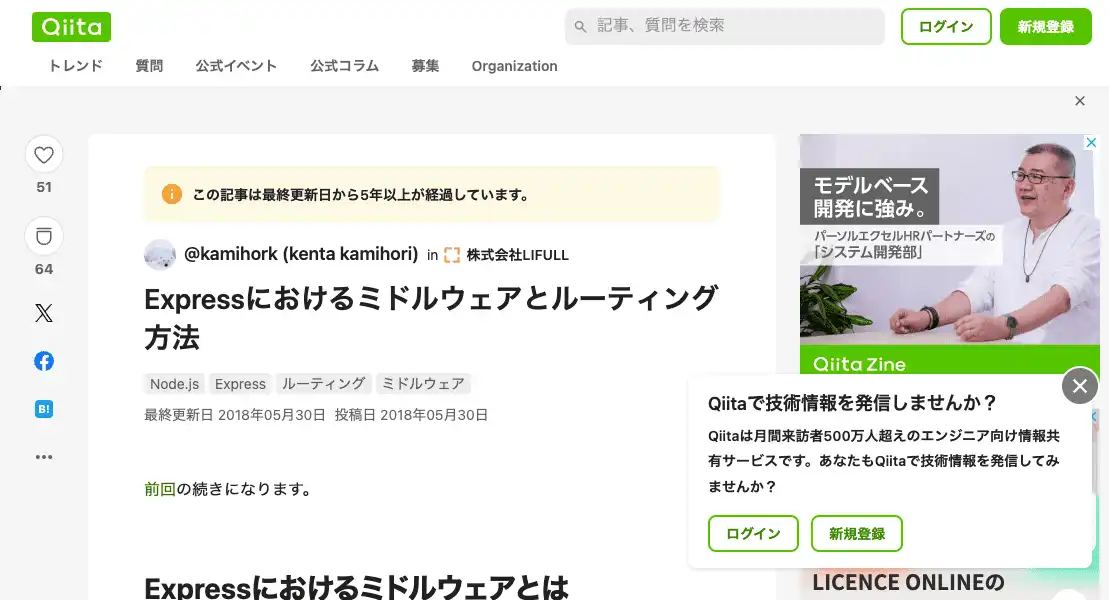 Qiita
記事、質問を検索
ログイン
新規登録
トレンド
質問
公式イベント
公式コラム
募集
Organization
51
64
この記事は最終更新日から5年以上が経過しています。
@kamihork (kenta kamihori) in 株式会社LIFULL
Expressにおけるミドルウェアとルーティング
方法
Node.js
Express
ルーティング
ミドルウェア
最終更新日 2018年05月30日 投稿日 2018年05月30日
前回の続きになります。
Expressにおけるミドルウェアとは
モデルベース
開発に強み。
パーソルエクセルHRパートナーズの
「システム開発部」
Qiita Zine
Qiitaで技術情報を発信しませんか？
Qiitaは月間来訪者500万人超えのエンジニア向け情報共
有サービスです。あなたもQiitaで技術情報を発信してみ
ませんか？
ログイン
新規登録
LICENCE ONLINEの
B!